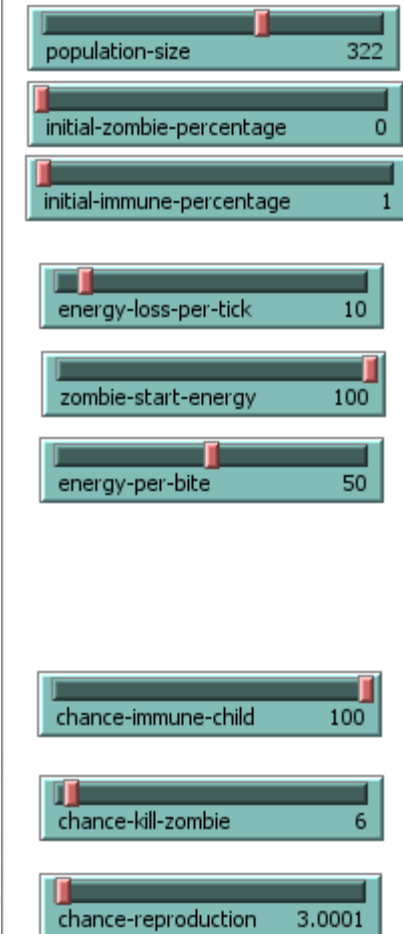 population-size 322
initial-zombie-percentage 0
initial-immune-percentage 1
energy-loss-per-tick 10
zombie-start-energy 100
energy-per-bite 50
chance-immune-child 100
chance-kill-zombie 6
chance-reproduction 3.0001